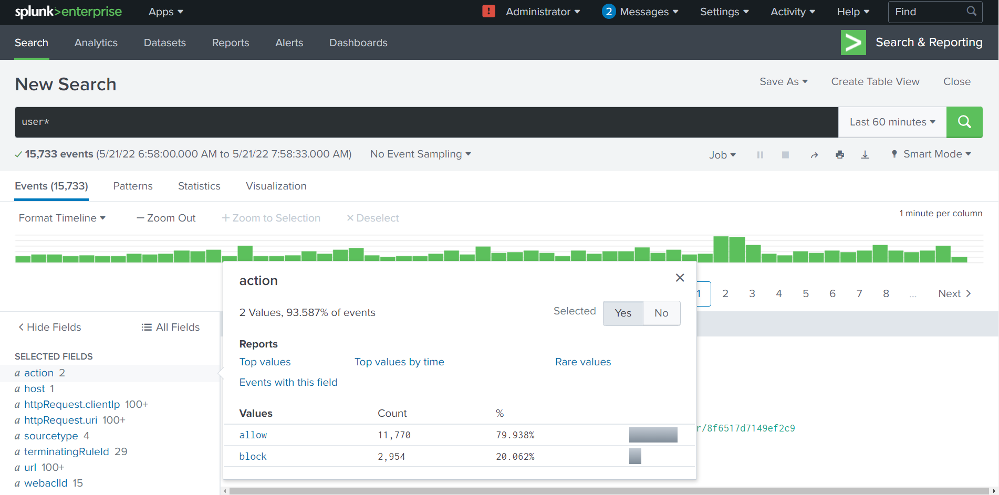 splunk>enterprise Apps ! Administrator 2 Messages Settings Activity Help Find
Search Analytics Datasets Reports Alerts Dashboards > Search & Reporting
New Search Save As Create Table View Close
user* Last 60 minutes
✓ 15,733 events (5/21/22 6:58:00.000 AM to 5/21/22 7:58:33.000 AM) No Event Sampling Job Smart Mode
Events (15,733) Patterns Statistics Visualization
Format Timeline — Zoom Out + Zoom to Selection × Deselect 1 minute per column
action
1 2 3 4 5 6 7 8 ... Next >
2 Values, 93.587% of events Selected Yes No
< Hide Fields All Fields
Reports
SELECTED FIELDS
Top values Top values by time Rare values
a action 2
Events with this field
a host 1
a httpRequest.clientIp 100+
Values Count %
a httpRequest.uri 100+
r/8f6517d7149ef2c9
allow 11,770 79.938%
a sourcetype 4
a terminatingRuleId 29
block 2,954 20.062%
a url 100+
a webaclId 15